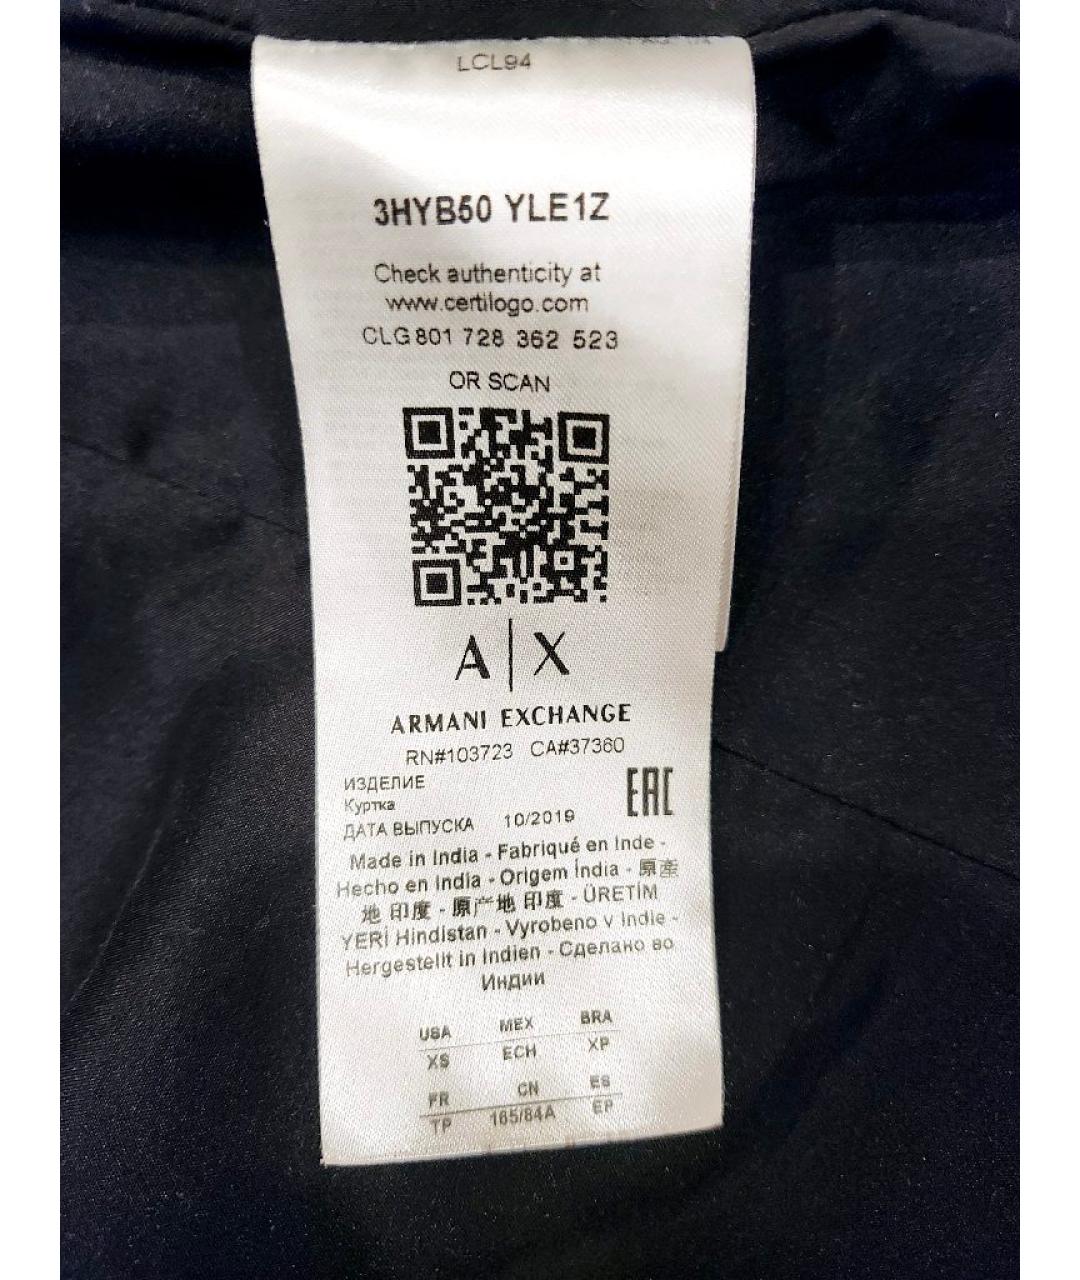 LCL94
3HYB50 YLE1Z
Check authenticity at
www.certilogo.com
CLG 801 728 362 523
OR SCAN
A|X
ARMANI EXCHANGE
RN#103723 CA#37360
ИЗДЕЛИЕ
Куртка
EAC
ДАТА ВЫПУСКА 10/2019
Made in India - Fabriqué en Inde -
Hecho en India - Origem Índia - 原產
地 印度 - 原产地 印度 - ÜRETİM
YERİ Hindistan - Vyrobeno v Indie -
Hergestellt in Indien - Сделано во
Индии
USA MEX BRA
XS ECH XP
FR CN ES
TP 165/84A EP